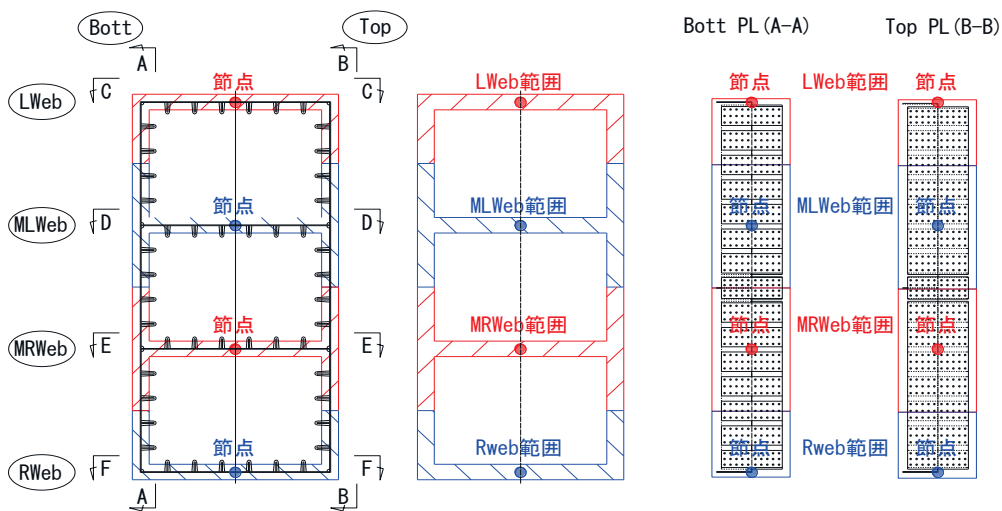 Bott
Top
Bott PL(A-A)
Top PL(B-B)
A
B
LWeb
C
節点
C
LWeb範囲
節点
LWeb範囲
節点
MLWeb
D
節点
D
MLWeb範囲
節点
MLWeb範囲
節点
MRWeb
E
節点
E
MRWeb範囲
節点
MRWeb範囲
節点
RWeb
F
節点
F
Rweb範囲
節点
Rweb範囲
節点
A
B